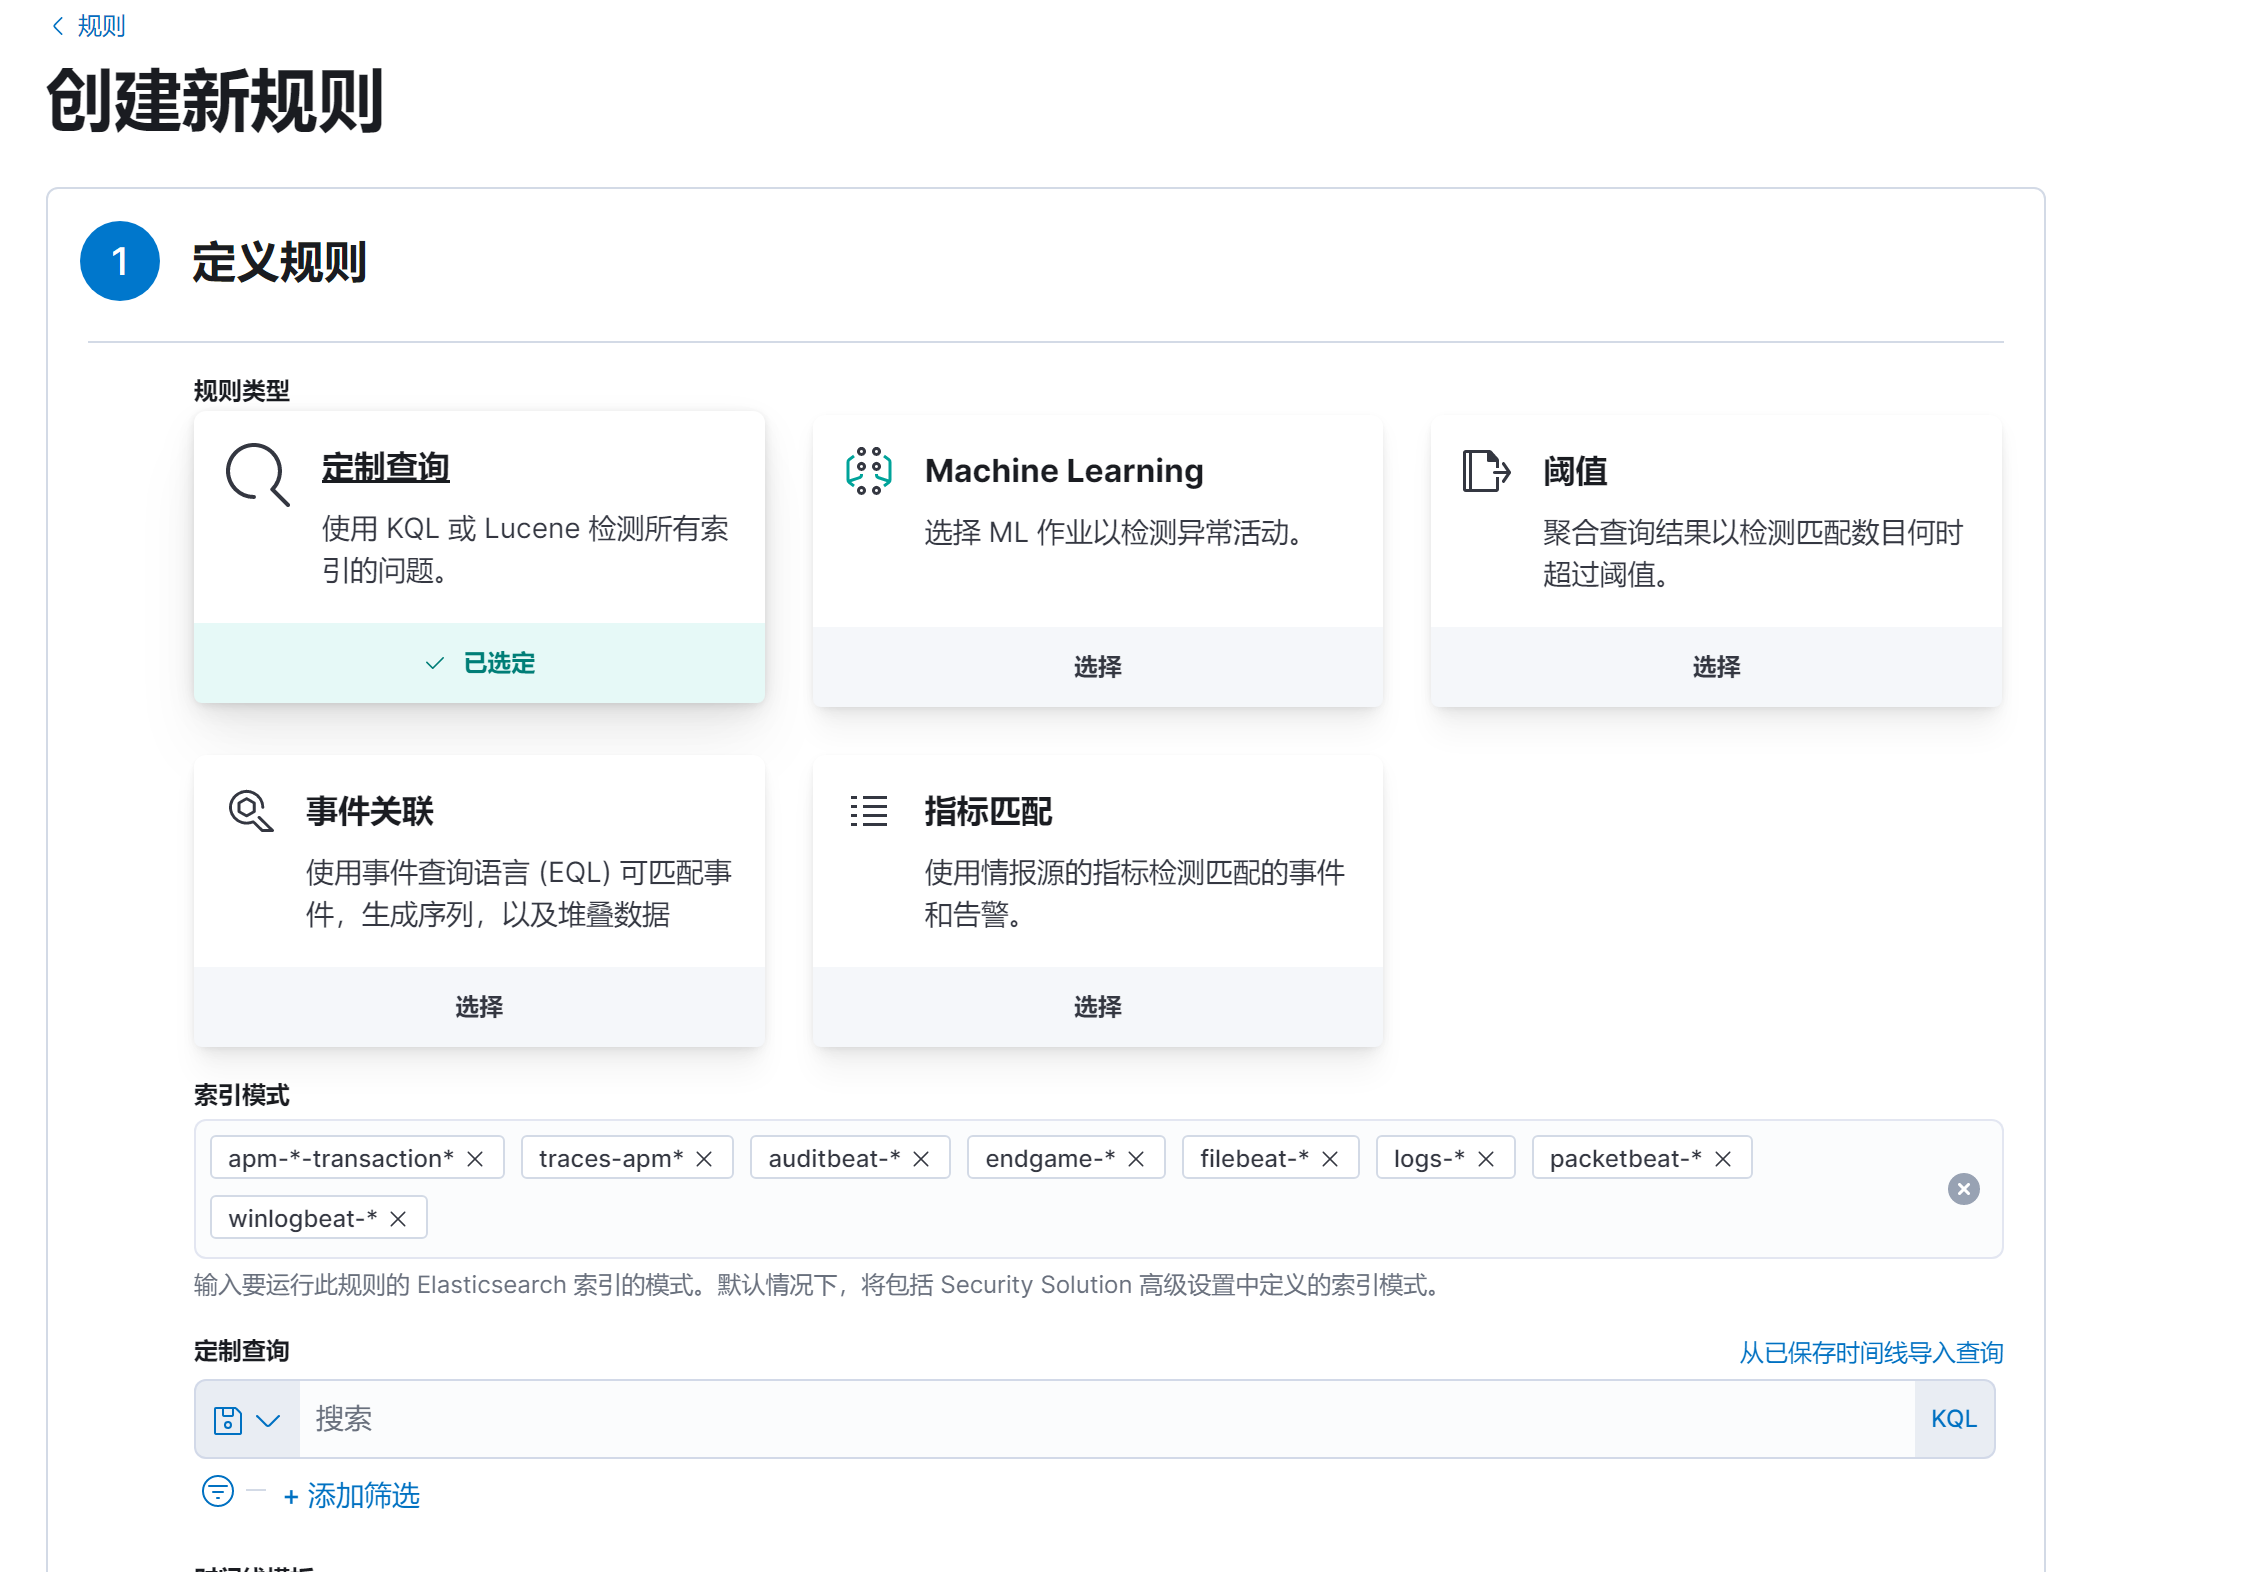 规则
创建新规则
1 定义规则
规则类型
定制查询
使用 KQL 或 Lucene 检测所有索
引的问题。
已选定
Machine Learning
选择 ML 作业以检测异常活动。
选择
阈值
聚合查询结果以检测匹配数目何时
超过阈值。
选择
事件关联
使用事件查询语言 (EQL) 可匹配事
件，生成序列，以及堆叠数据
选择
指标匹配
使用情报源的指标检测匹配的事件
和告警。
选择
索引模式
apm-*-transaction* traces-apm* auditbeat-* endgame-* filebeat-* logs-* packetbeat-*
winlogbeat-*
输入要运行此规则的 Elasticsearch 索引的模式。默认情况下，将包括 Security Solution 高级设置中定义的索引模式。
定制查询 从已保存时间线导入查询
搜索 KQL
+ 添加筛选
时间线模板